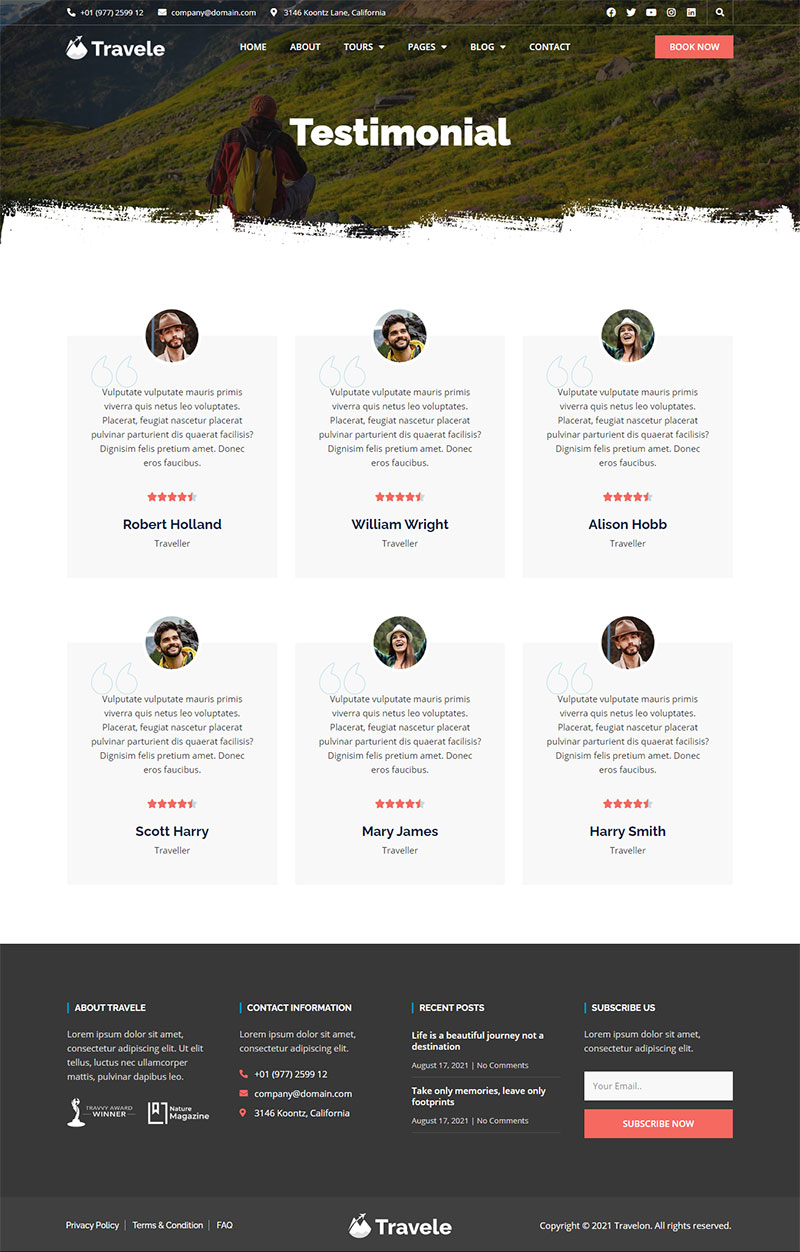 +01 (977) 2599 12 company@domain.com 3146 Koontz Lane, California
Travele HOME ABOUT TOURS PAGES BLOG CONTACT BOOK NOW
Testimonial
Vulputate vulputate mauris primis
viverra quis netus leo voluptates.
Placerat, feugiat nascetur placerat
pulvinar parturient dis quaerat facilisis?
Dignisim felis pretium amet. Donec
eros faucibus.
Robert Holland
Traveller
Vulputate vulputate mauris primis
viverra quis netus leo voluptates.
Placerat, feugiat nascetur placerat
pulvinar parturient dis quaerat facilisis?
Dignisim felis pretium amet. Donec
eros faucibus.
William Wright
Traveller
Vulputate vulputate mauris primis
viverra quis netus leo voluptates.
Placerat, feugiat nascetur placerat
pulvinar parturient dis quaerat facilisis?
Dignisim felis pretium amet. Donec
eros faucibus.
Alison Hobb
Traveller
Vulputate vulputate mauris primis
viverra quis netus leo voluptates.
Placerat, feugiat nascetur placerat
pulvinar parturient dis quaerat facilisis?
Dignisim felis pretium amet. Donec
eros faucibus.
Scott Harry
Traveller
Vulputate vulputate mauris primis
viverra quis netus leo voluptates.
Placerat, feugiat nascetur placerat
pulvinar parturient dis quaerat facilisis?
Dignisim felis pretium amet. Donec
eros faucibus.
Mary James
Traveller
Vulputate vulputate mauris primis
viverra quis netus leo voluptates.
Placerat, feugiat nascetur placerat
pulvinar parturient dis quaerat facilisis?
Dignisim felis pretium amet. Donec
eros faucibus.
Harry Smith
Traveller
ABOUT TRAVELE
Lorem ipsum dolor sit amet,
consectetur adipiscing elit. Ut elit
tellus, luctus nec ullamcorper
mattis, pulvinar dapibus leo.
TRAVVY AWARD
WINNER
Nature
Magazine
CONTACT INFORMATION
Lorem ipsum dolor sit amet,
consectetur adipiscing elit.
+01 (977) 2599 12
company@domain.com
3146 Koontz, California
RECENT POSTS
Life is a beautiful journey not a
destination
August 17, 2021 | No Comments
Take only memories, leave only
footprints
August 17, 2021 | No Comments
SUBSCRIBE US
Lorem ipsum dolor sit amet,
consectetur adipiscing elit.
Your Email..
SUBSCRIBE NOW
Privacy Policy | Terms & Condition | FAQ
Travele
Copyright © 2021 Travelon. All rights reserved.